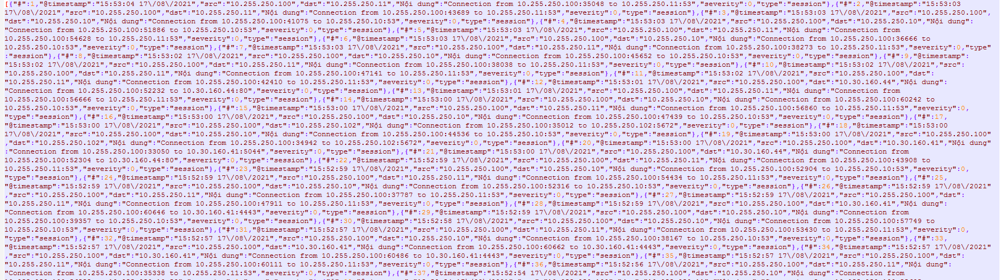 [{"#":1,"@timestamp":"15:53:04 17\/08\/2021","src":"10.255.250.100","dst":"10.255.250.11","Nội dung":"Connection from 10.255.250.100:35048 to 10.255.250.11:53","severity":0,"type":"session"},{"#":2,"@timestamp":"15:53:03
17\/08\/2021","src":"10.255.250.100","dst":"10.255.250.11","Nội dung":"Connection from 10.255.250.100:43689 to 10.255.250.11:53","severity":0,"type":"session"},{"#":3,"@timestamp":"15:53:03 17\/08\/2021","src":"10.255.250.100",
"dst":"10.255.250.10","Nội dung":"Connection from 10.255.250.100:41075 to 10.255.250.10:53","severity":0,"type":"session"},{"#":4,"@timestamp":"15:53:03 17\/08\/2021","src":"10.255.250.100","dst":"10.255.250.10","Nội dung":
"Connection from 10.255.250.100:51886 to 10.255.250.10:53","severity":0,"type":"session"},{"#":5,"@timestamp":"15:53:03 17\/08\/2021","src":"10.255.250.100","dst":"10.255.250.11","Nội dung":"Connection from
10.255.250.100:54628 to 10.255.250.11:53","severity":0,"type":"session"},{"#":6,"@timestamp":"15:53:03 17\/08\/2021","src":"10.255.250.100","dst":"10.255.250.10","Nội dung":"Connection from 10.255.250.100:36666 to
10.255.250.10:53","severity":0,"type":"session"},{"#":7,"@timestamp":"15:53:03 17\/08\/2021","src":"10.255.250.100","dst":"10.255.250.11","Nội dung":"Connection from 10.255.250.100:38273 to 10.255.250.11:53","severity":0,"type"
:"session"},{"#":8,"@timestamp":"15:53:02 17\/08\/2021","src":"10.255.250.100","dst":"10.255.250.10","Nội dung":"Connection from 10.255.250.100:45652 to 10.255.250.10:53","severity":0,"type":"session"},{"#":9,"@timestamp":
"15:53:02 17\/08\/2021","src":"10.255.250.100","dst":"10.255.250.11","Nội dung":"Connection from 10.255.250.100:38038 to 10.255.250.11:53","severity":0,"type":"session"},{"#":10,"@timestamp":"15:53:02 17\/08\/2021","src":
"10.255.250.100","dst":"10.255.250.11","Nội dung":"Connection from 10.255.250.100:47141 to 10.255.250.11:53","severity":0,"type":"session"},{"#":11,"@timestamp":"15:53:02 17\/08\/2021","src":"10.255.250.100","dst":
"10.255.250.11","Nội dung":"Connection from 10.255.250.100:42410 to 10.255.250.11:53","severity":0,"type":"session"},{"#":12,"@timestamp":"15:53:01 17\/08\/2021","src":"10.255.250.100","dst":"10.30.160.44","Nội dung":
"Connection from 10.255.250.100:52232 to 10.30.160.44:80","severity":0,"type":"session"},{"#":13,"@timestamp":"15:53:01 17\/08\/2021","src":"10.255.250.100","dst":"10.255.250.11","Nội dung":"Connection from
10.255.250.100:56666 to 10.255.250.11:53","severity":0,"type":"session"},{"#":14,"@timestamp":"15:53:00 17\/08\/2021","src":"10.255.250.100","dst":"10.255.250.10","Nội dung":"Connection from 10.255.250.100:60242 to
10.255.250.10:53","severity":0,"type":"session"},{"#":15,"@timestamp":"15:53:00 17\/08\/2021","src":"10.255.250.100","dst":"10.255.250.11","Nội dung":"Connection from 10.255.250.100:56860 to 10.255.250.11:53","severity":0,
"type":"session"},{"#":16,"@timestamp":"15:53:00 17\/08\/2021","src":"10.255.250.100","dst":"10.255.250.10","Nội dung":"Connection from 10.255.250.100:47439 to 10.255.250.10:53","severity":0,"type":"session"},{"#":17,
"@timestamp":"15:53:00 17\/08\/2021","src":"10.255.250.100","dst":"10.255.250.102","Nội dung":"Connection from 10.255.250.100:35012 to 10.255.250.102:5672","severity":0,"type":"session"},{"#":18,"@timestamp":"15:53:00
17\/08\/2021","src":"10.255.250.100","dst":"10.255.250.10","Nội dung":"Connection from 10.255.250.100:44536 to 10.255.250.10:53","severity":0,"type":"session"},{"#":19,"@timestamp":"15:53:00 17\/08\/2021","src":"10.255.250.100"
,"dst":"10.255.250.102","Nội dung":"Connection from 10.255.250.100:34942 to 10.255.250.102:5672","severity":0,"type":"session"},{"#":20,"@timestamp":"15:53:00 17\/08\/2021","src":"10.255.250.100","dst":"10.30.160.41","Nội dung"
:"Connection from 10.255.250.100:33050 to 10.30.160.41:5044","severity":0,"type":"session"},{"#":21,"@timestamp":"15:53:00 17\/08\/2021","src":"10.255.250.100","dst":"10.30.160.44","Nội dung":"Connection from
10.255.250.100:52304 to 10.30.160.44:80","severity":0,"type":"session"},{"#":22,"@timestamp":"15:52:59 17\/08\/2021","src":"10.255.250.100","dst":"10.255.250.11","Nội dung":"Connection from 10.255.250.100:43908 to
10.255.250.11:53","severity":0,"type":"session"},{"#":23,"@timestamp":"15:52:59 17\/08\/2021","src":"10.255.250.100","dst":"10.255.250.10","Nội dung":"Connection from 10.255.250.100:52904 to 10.255.250.10:53","severity":0,
"type":"session"},{"#":24,"@timestamp":"15:52:59 17\/08\/2021","src":"10.255.250.100","dst":"10.255.250.11","Nội dung":"Connection from 10.255.250.100:54434 to 10.255.250.11:53","severity":0,"type":"session"},{"#":25,
"@timestamp":"15:52:59 17\/08\/2021","src":"10.255.250.100","dst":"10.255.250.10","Nội dung":"Connection from 10.255.250.100:52316 to 10.255.250.10:53","severity":0,"type":"session"},{"#":26,"@timestamp":"15:52:59 17\/08\/2021"
,"src":"10.255.250.100","dst":"10.255.250.11","Nội dung":"Connection from 10.255.250.100:37787 to 10.255.250.11:53","severity":0,"type":"session"},{"#":27,"@timestamp":"15:52:59 17\/08\/2021","src":"10.255.250.100","dst":
"10.255.250.11","Nội dung":"Connection from 10.255.250.100:47911 to 10.255.250.11:53","severity":0,"type":"session"},{"#":28,"@timestamp":"15:52:59 17\/08\/2021","src":"10.255.250.100","dst":"10.30.160.41","Nội dung":
"Connection from 10.255.250.100:60646 to 10.30.160.41:4443","severity":0,"type":"session"},{"#":29,"@timestamp":"15:52:59 17\/08\/2021","src":"10.255.250.100","dst":"10.255.250.10","Nội dung":"Connection from
10.255.250.100:39357 to 10.255.250.10:53","severity":0,"type":"session"},{"#":30,"@timestamp":"15:52:58 17\/08\/2021","src":"10.255.250.100","dst":"10.255.250.10","Nội dung":"Connection from 10.255.250.100:57749 to
10.255.250.10:53","severity":0,"type":"session"},{"#":31,"@timestamp":"15:52:57 17\/08\/2021","src":"10.255.250.100","dst":"10.255.250.11","Nội dung":"Connection from 10.255.250.100:53430 to 10.255.250.11:53","severity":0,
"type":"session"},{"#":32,"@timestamp":"15:52:57 17\/08\/2021","src":"10.255.250.100","dst":"10.255.250.10","Nội dung":"Connection from 10.255.250.100:38167 to 10.255.250.10:53","severity":0,"type":"session"},{"#":33,
"@timestamp":"15:52:57 17\/08\/2021","src":"10.255.250.100","dst":"10.30.160.41","Nội dung":"Connection from 10.255.250.100:60662 to 10.30.160.41:4443","severity":0,"type":"session"},{"#":34,"@timestamp":"15:52:57 17\/08\/2021"
,"src":"10.255.250.100","dst":"10.30.160.41","Nội dung":"Connection from 10.255.250.100:60486 to 10.30.160.41:4443","severity":0,"type":"session"},{"#":35,"@timestamp":"15:52:57 17\/08\/2021","src":"10.255.250.100","dst":
"10.255.250.11","Nội dung":"Connection from 10.255.250.100:60111 to 10.255.250.11:53","severity":0,"type":"session"},{"#":36,"@timestamp":"15:52:56 17\/08\/2021","src":"10.255.250.100","dst":"10.255.250.11","Nội dung":
"Connection from 10.255.250.100:35338 to 10.255.250.11:53","severity":0,"type":"session"},{"#":37,"@timestamp":"15:52:54 17\/08\/2021","src":"10.255.250.100","dst":"10.255.250.10","Nội dung":"Connection from